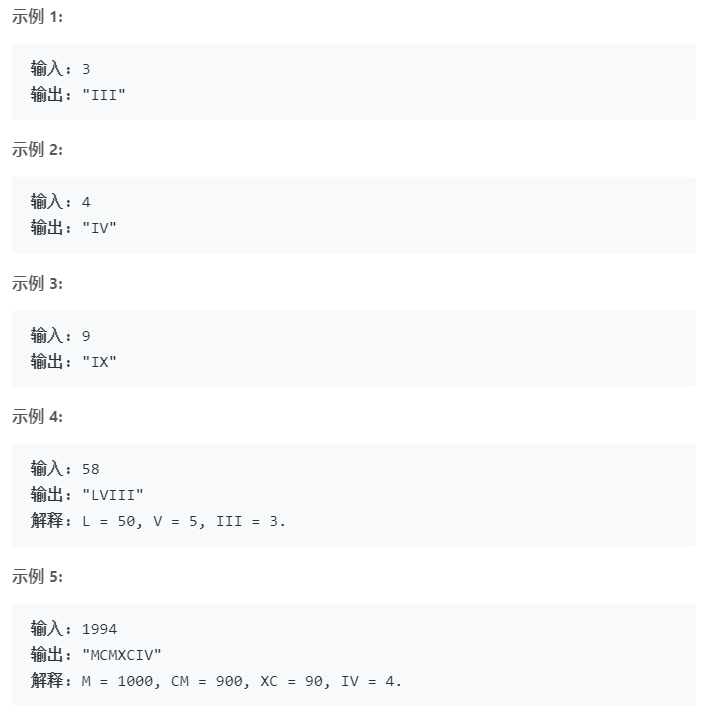 示例 1:
输入: 3
输出: "III"
示例 2:
输入: 4
输出: "IV"
示例 3:
输入: 9
输出: "IX"
示例 4:
输入: 58
输出: "LVIII"
解释: L = 50, V = 5, III = 3.
示例 5:
输入: 1994
输出: "MCMXCIV"
解释: M = 1000, CM = 900, XC = 90, IV = 4.